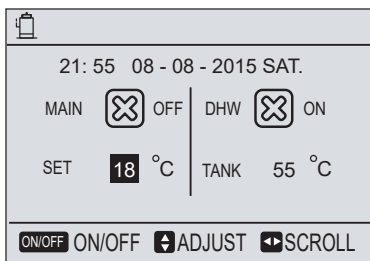 21: 55 08 - 08 - 2015 SAT.
MAIN OFF DHW ON
SET 18 °C TANK 55 °C
ON/OFF ON/OFF ADJUST SCROLL